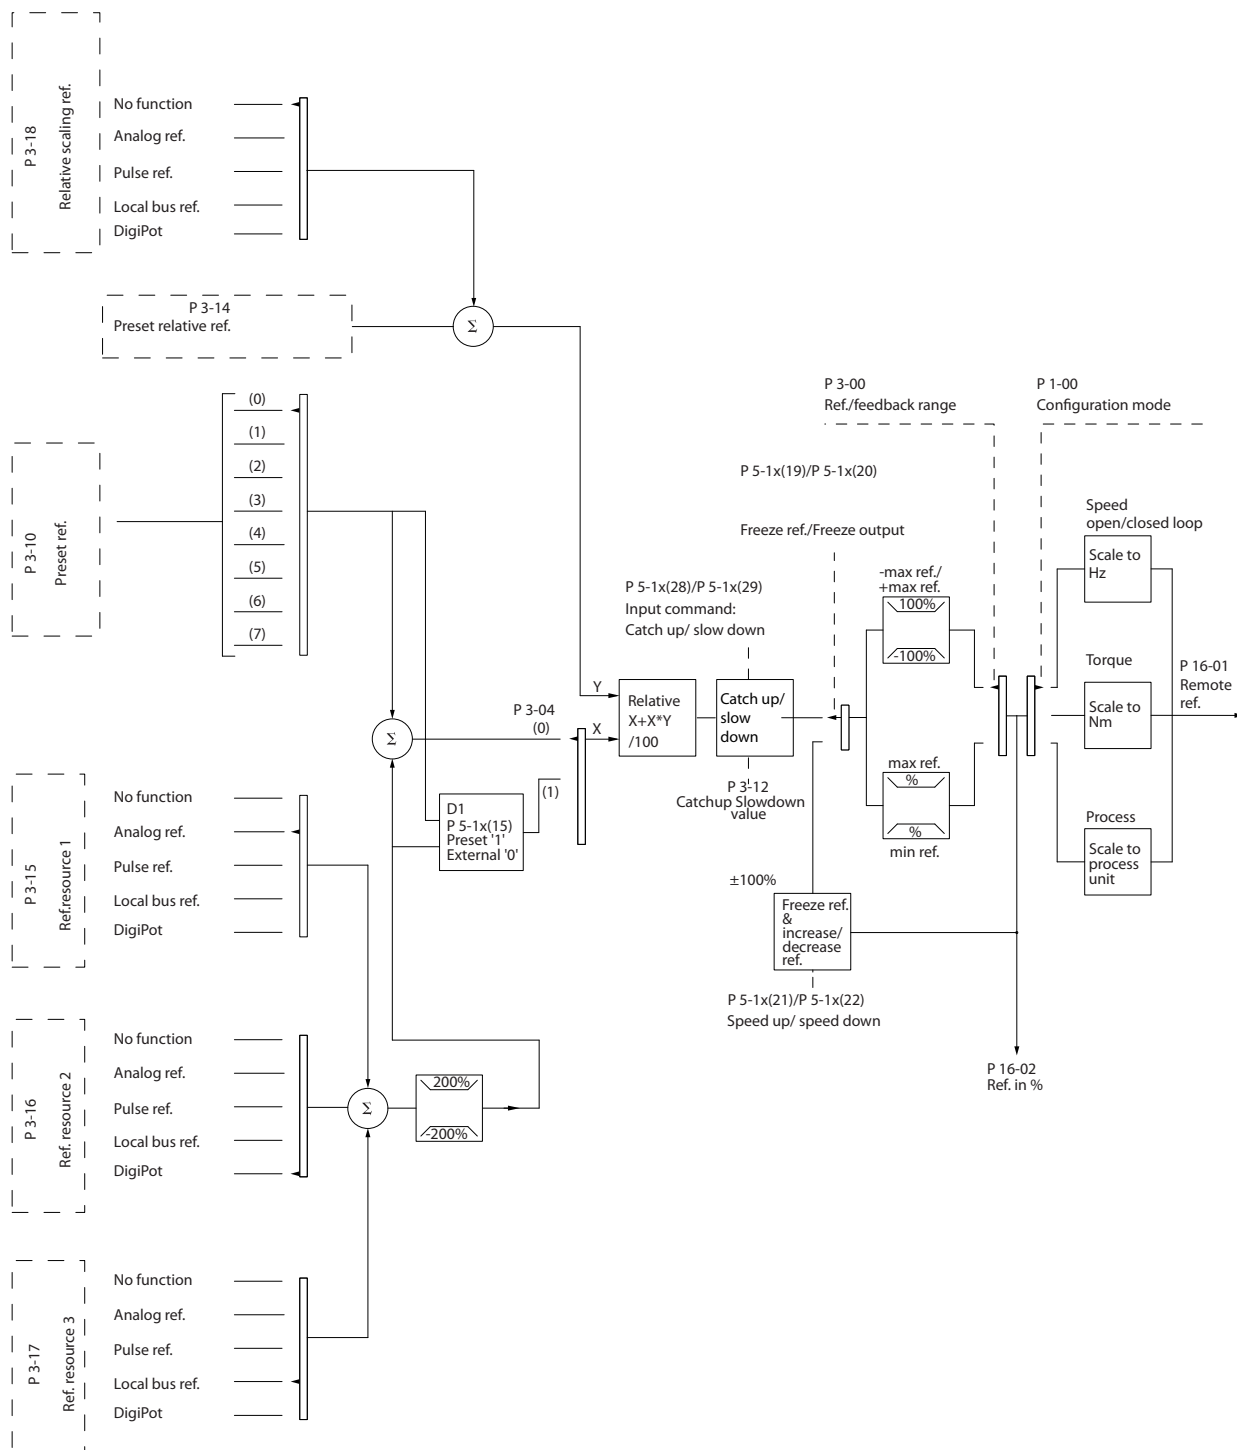 P 3-18
Relative scaling ref.
No function
Analog ref.
Pulse ref.
Local bus ref.
DigiPot
P 3-14
Preset relative ref.
Σ
P 3-10
Preset ref.
(0)
(1)
(2)
(3)
(4)
(5)
(6)
(7)
Σ
P 3-04
(0)
(1)
Y
X
D1
P 5-1x(15)
Preset '1'
External '0'
Relative
X+X*Y
/100
P 5-1x(28)/P 5-1x(29)
Input command:
Catch up/ slow down
Catch up/
slow
down
P 3-12
Catchup Slowdown
value
P 5-1x(19)/P 5-1x(20)
Freeze ref./Freeze output
P 3-00
Ref./feedback range
-max ref./
+max ref.
100%
-100%
max ref.
%
%
min ref.
±100%
Freeze ref.
&
increase/
decrease
ref.
P 5-1x(21)/P 5-1x(22)
Speed up/ speed down
P 1-00
Configuration mode
Speed
open/closed loop
Scale to
Hz
Torque
Scale to
Nm
Process
Scale to
process
unit
P 16-01
Remote
ref.
P 16-02
Ref. in %
P 3-15
Ref.resource 1
No function
Analog ref.
Pulse ref.
Local bus ref.
DigiPot
P 3-16
Ref. resource 2
No function
Analog ref.
Pulse ref.
Local bus ref.
DigiPot
Σ
200%
-200%
P 3-17
Ref. resource 3
No function
Analog ref.
Pulse ref.
Local bus ref.
DigiPot